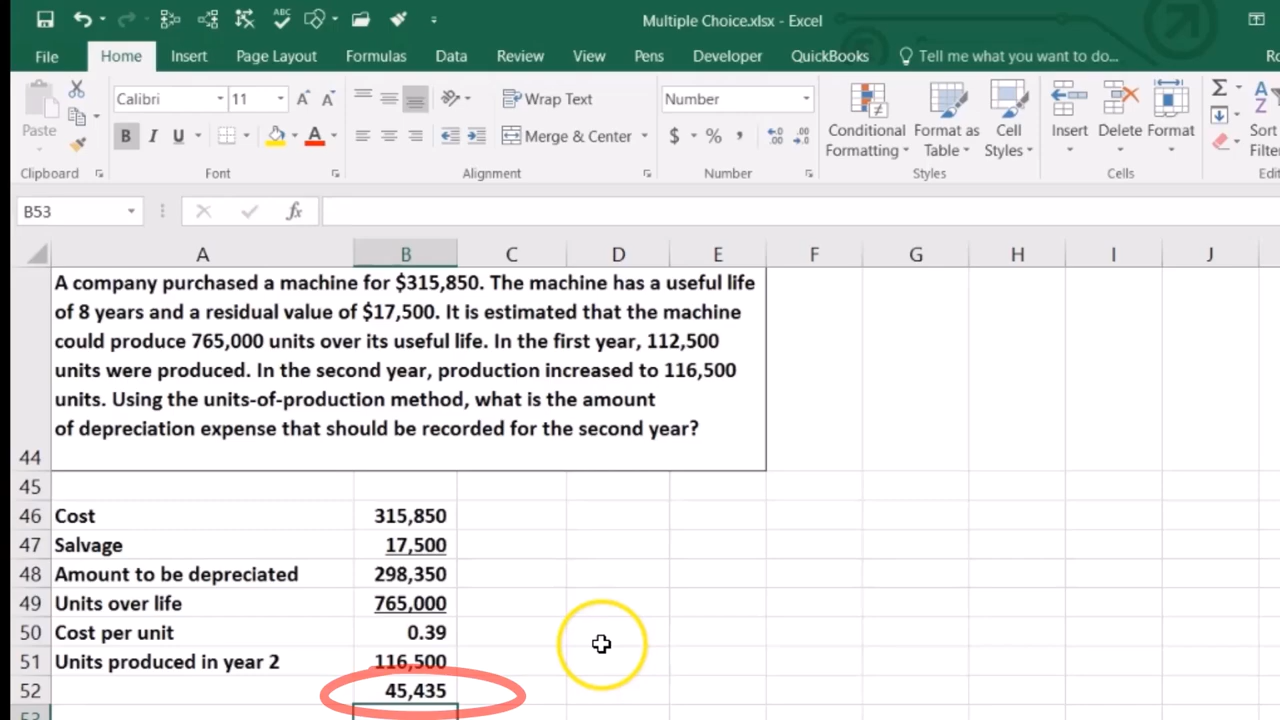 ABC
Multiple Choice.xlsx - Excel
File Home Insert Page Layout Formulas Data Review View Pens Developer QuickBooks Tell me what you want to do...
Paste
Calibri 11 A A
Wrap Text
Number
B I U A
Merge & Center
$ % ,
Conditional Formatting
Format as Table
Cell Styles
Insert Delete Format
Sort
Filter
Clipboard Font Alignment Number Styles Cells
B53 fx
A B C D E F G H I J
A company purchased a machine for $315,850. The machine has a useful life
of 8 years and a residual value of $17,500. It is estimated that the machine
could produce 765,000 units over its useful life. In the first year, 112,500
units were produced. In the second year, production increased to 116,500
units. Using the units-of-production method, what is the amount
of depreciation expense that should be recorded for the second year?
44
45
46 Cost 315,850
47 Salvage 17,500
48 Amount to be depreciated 298,350
49 Units over life 765,000
50 Cost per unit 0.39
51 Units produced in year 2 116,500
52 45,435
53